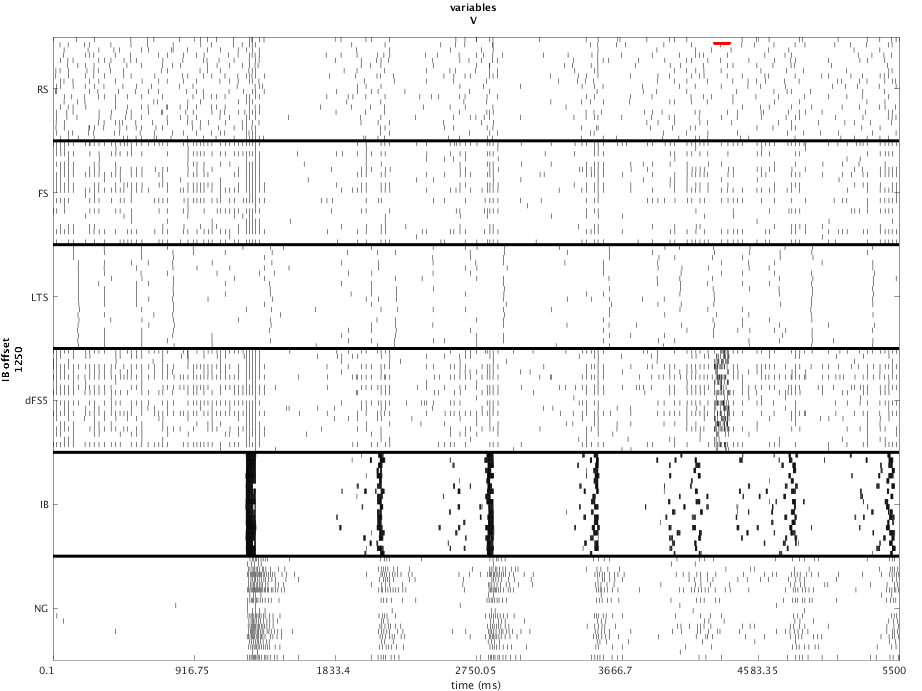 variables
V
RS
FS
LTS
dFS5
IB
NG
IB offset
1250
0.1 916.75 1833.4 2750.05 3666.7 4583.35 5500
time (ms)